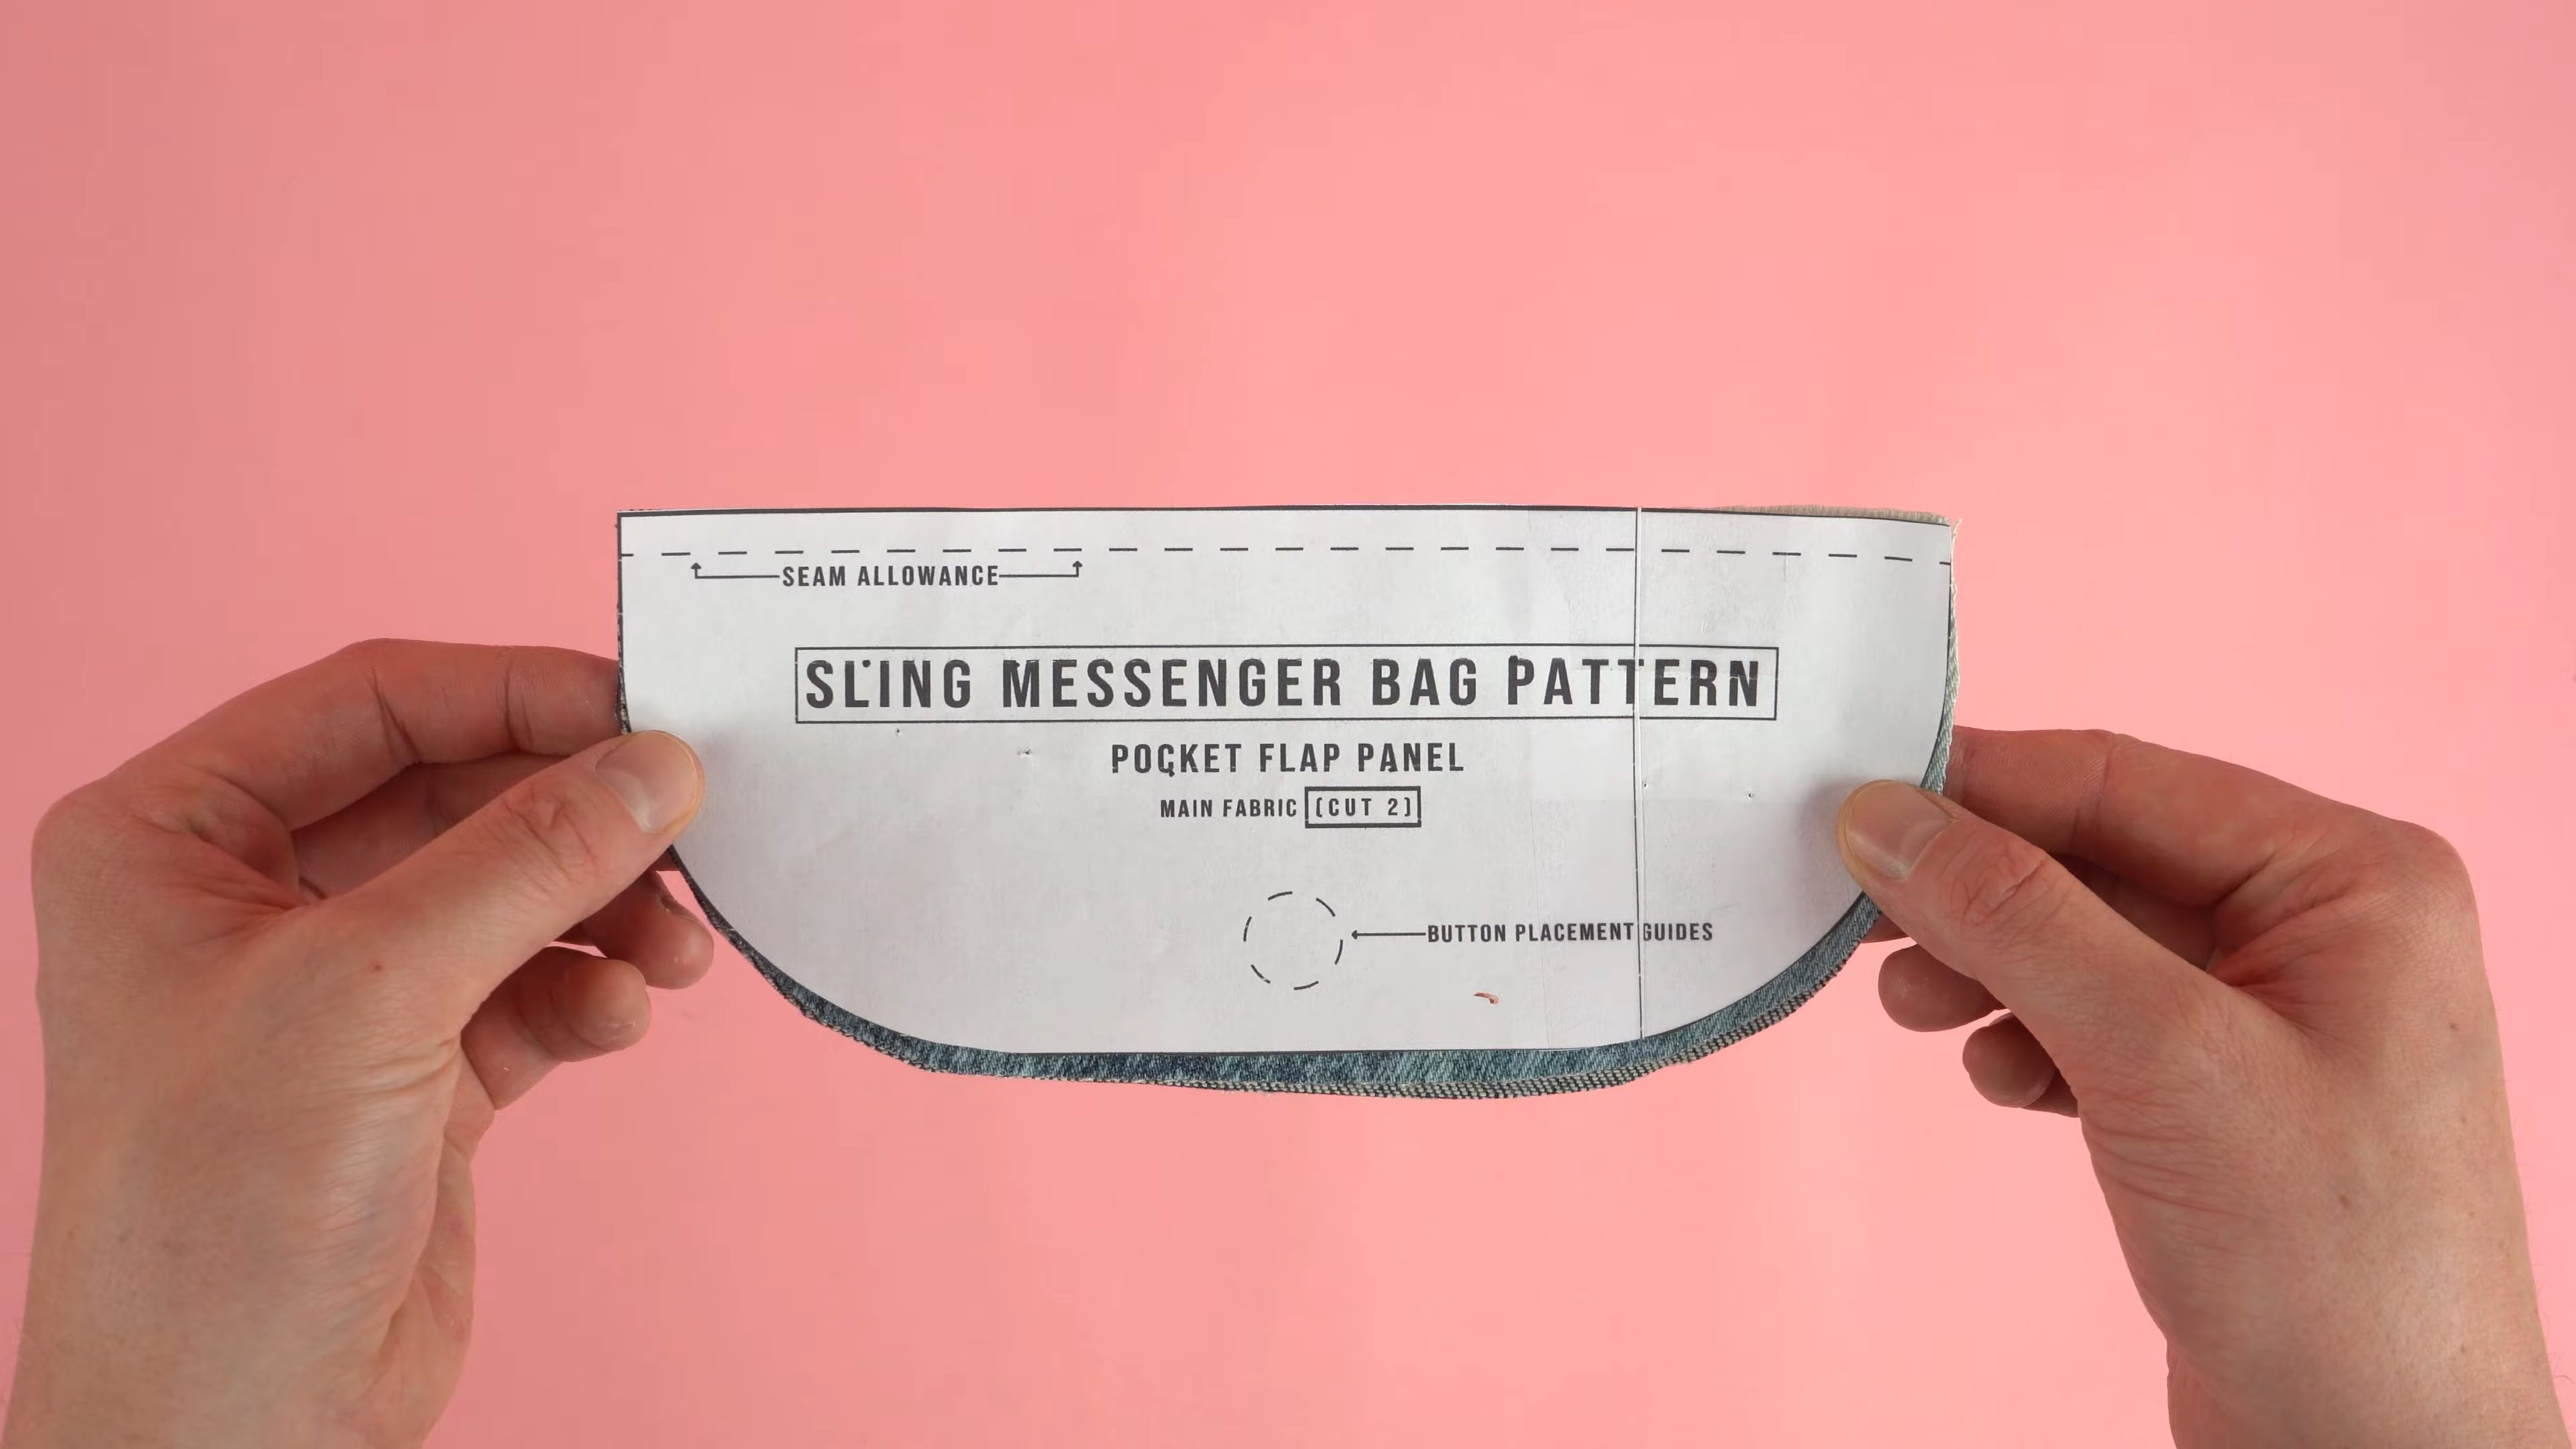 SEAM ALLOWANCE
SLING MESSENGER BAG PATTERN
POCKET FLAP PANEL
MAIN FABRIC (CUT 2)
BUTTON PLACEMENT GUIDES